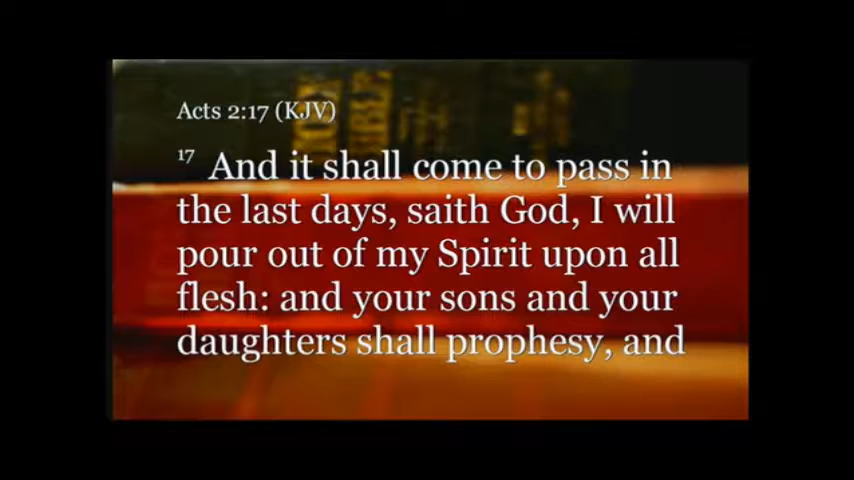 Acts 2:17 (KJV)
17 And it shall come to pass in
the last days, saith God, I will
pour out of my Spirit upon all
flesh: and your sons and your
daughters shall prophesy, and